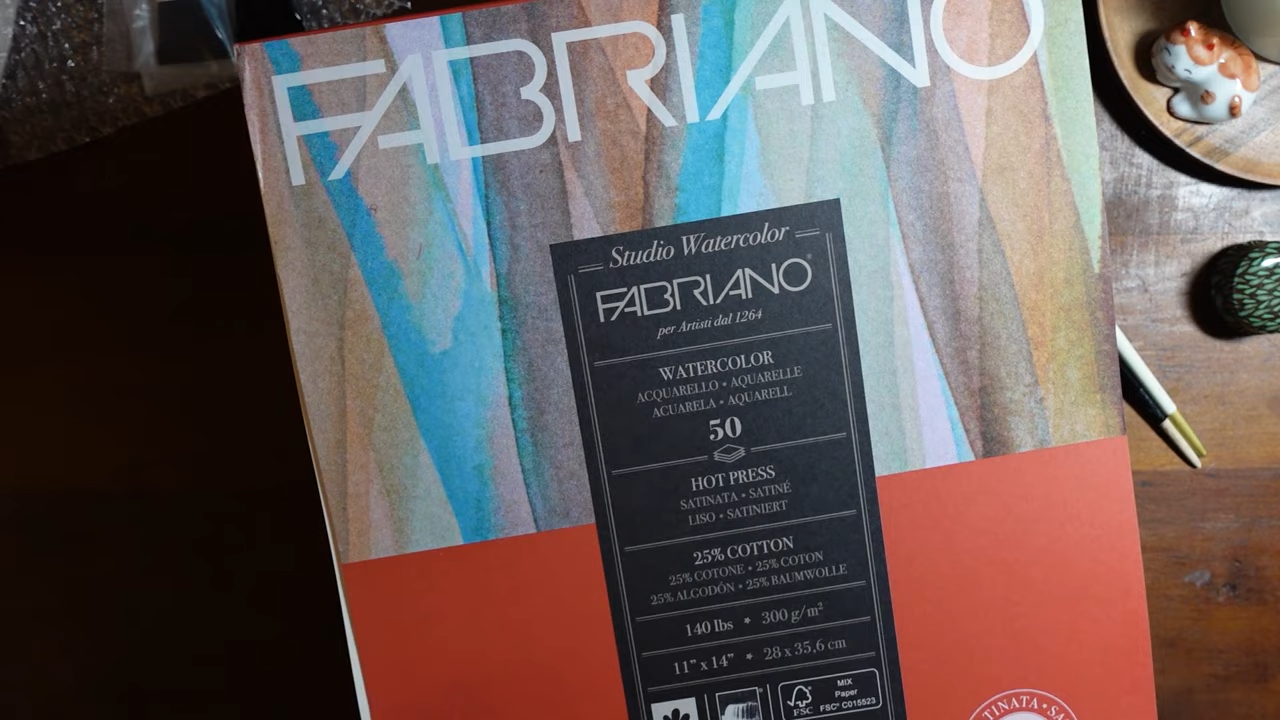 FABRIANO
Studio Watercolor
FABRIANO®
per Artisti dal 1264
WATERCOLOR
ACQUARELLO • AQUARELLE
ACUARELA • AQUARELL
50
HOT PRESS
SATINATA • SATINÉ
LISO • SATINIERT
25% COTTON
25% COTONE • 25% COTON
25% ALGODÓN • 25% BAUMWOLLE
140 lbs * 300 g/m²
11” x 14” * 28 x 35,6 cm
FSC
MIX
Paper
FSC® C015523
TINATA • SA